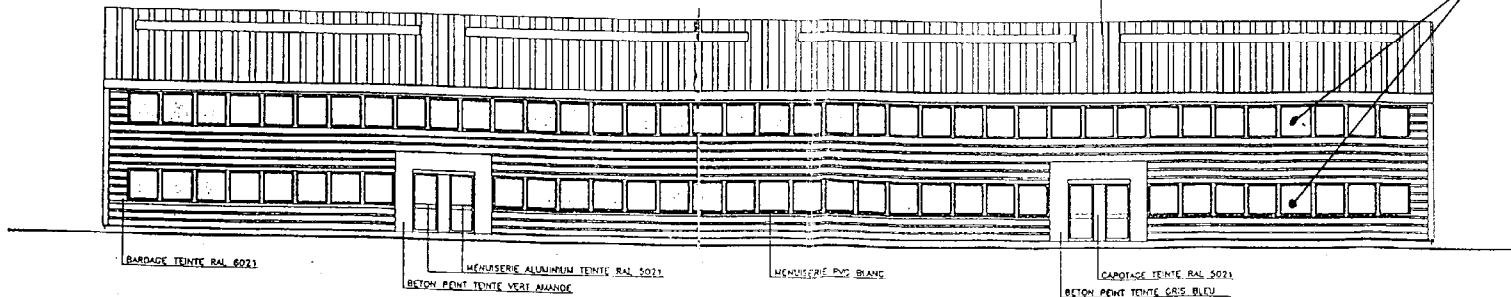 BARDAGE TEINTE RAL 6021
MENUISERIE ALUMINIUM TEINTE RAL 5021
BETON PEINT TEINTE VERT AMANDE
MENUISERIE PVC BLANC
CAPOTAGE TEINTE RAL 5021
BETON PEINT TEINTE GRIS BLEU